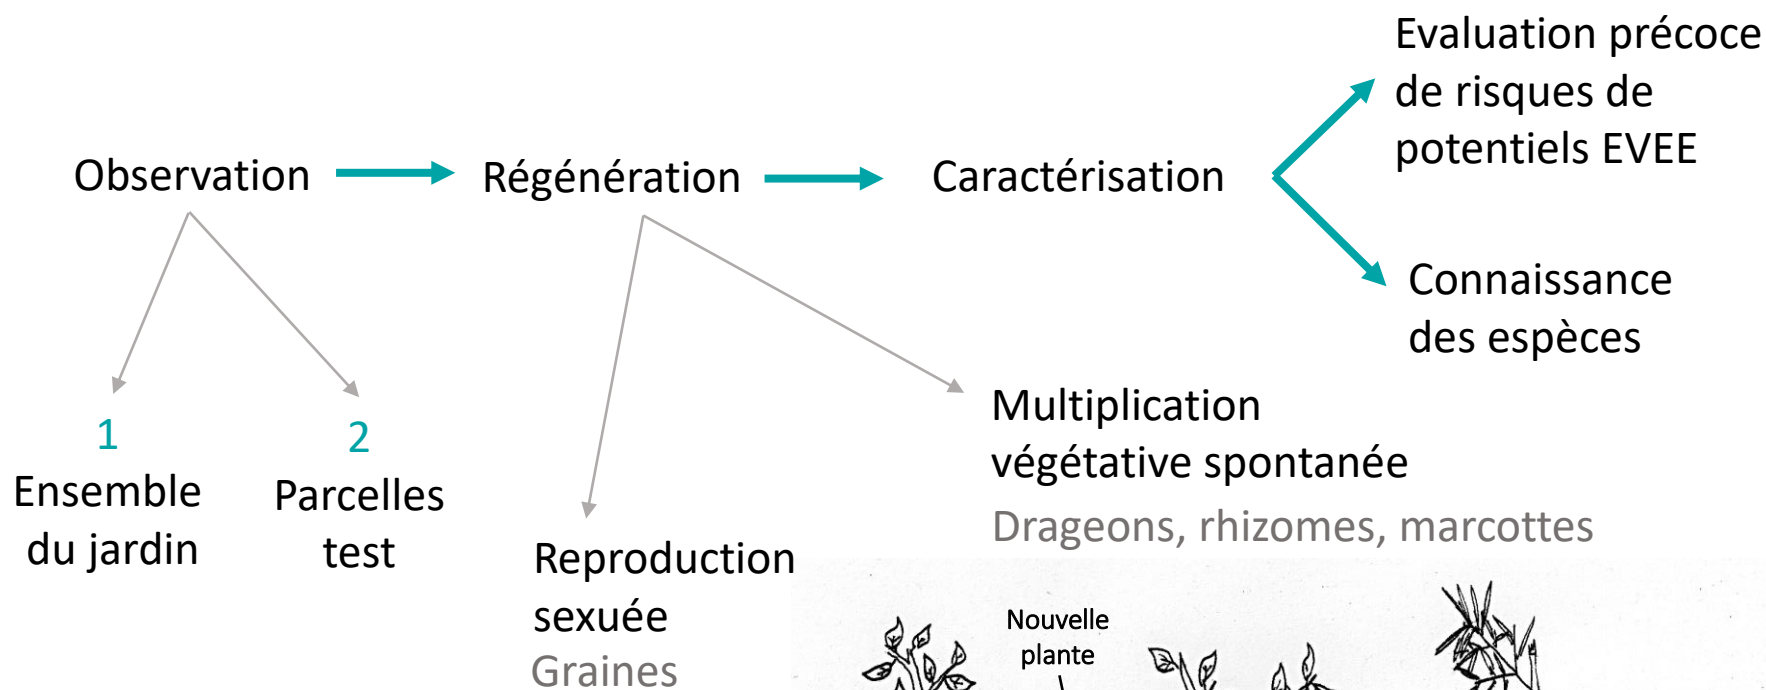 Evaluation précoce
de risques de
potentiels EVEE
Observation
Régénération
Caractérisation
Connaissance
des espèces
1
Ensemble
du jardin
2
Parcelles
test
Multiplication
végétative spontanée
Drageons, rhizomes, marcottes
Reproduction
sexuée
Graines
Nouvelle
plante